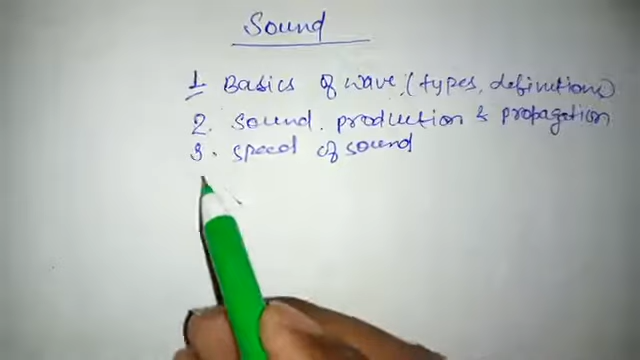 Sound
1 Basics of wave, (types, definitions)
2. Sound. production & propagation
3. speed of sound